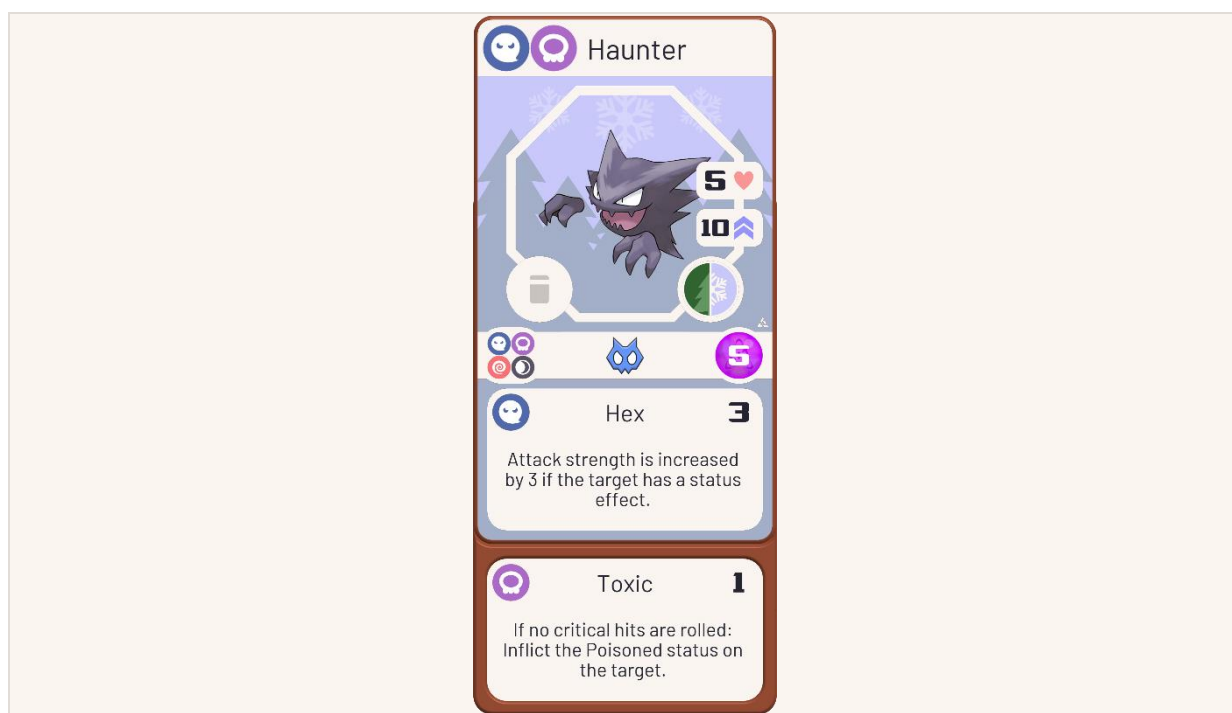 Haunter
5
10
5
Hex 3
Attack strength is increased
by 3 if the target has a status
effect.
Toxic 1
If no critical hits are rolled:
Inflict the Poisoned status on
the target.